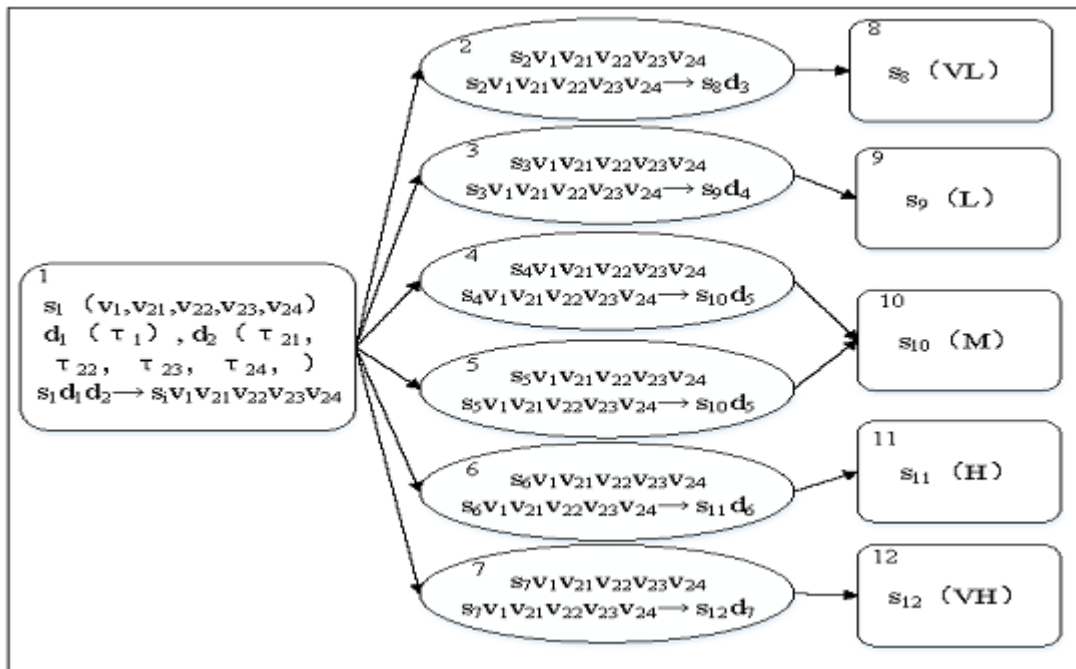 1
s₁ （v₁,v₂₁,v₂₂,v₂₃,v₂₄）
d₁ （τ₁）,d₂ （τ₂₁,
τ₂₂, τ₂₃, τ₂₄, ）
s₁d₁d₂→sᵢv₁v₂₁v₂₂v₂₃v₂₄
2
s₂v₁v₂₁v₂₂v₂₃v₂₄
s₂v₁v₂₁v₂₂v₂₃v₂₄→s₈d₃
3
s₃v₁v₂₁v₂₂v₂₃v₂₄
s₃v₁v₂₁v₂₂v₂₃v₂₄→s₉d₄
4
s₄v₁v₂₁v₂₂v₂₃v₂₄
s₄v₁v₂₁v₂₂v₂₃v₂₄→s₁₀d₅
5
s₅v₁v₂₁v₂₂v₂₃v₂₄
s₅v₁v₂₁v₂₂v₂₃v₂₄→s₁₀d₅
6
s₆v₁v₂₁v₂₂v₂₃v₂₄
s₆v₁v₂₁v₂₂v₂₃v₂₄→s₁₁d₆
7
s₇v₁v₂₁v₂₂v₂₃v₂₄
s₇v₁v₂₁v₂₂v₂₃v₂₄→s₁₂d₇
8
s₈ （VL）
9
s₉ （L）
10
s₁₀ （M）
11
s₁₁ （H）
12
s₁₂ （VH）